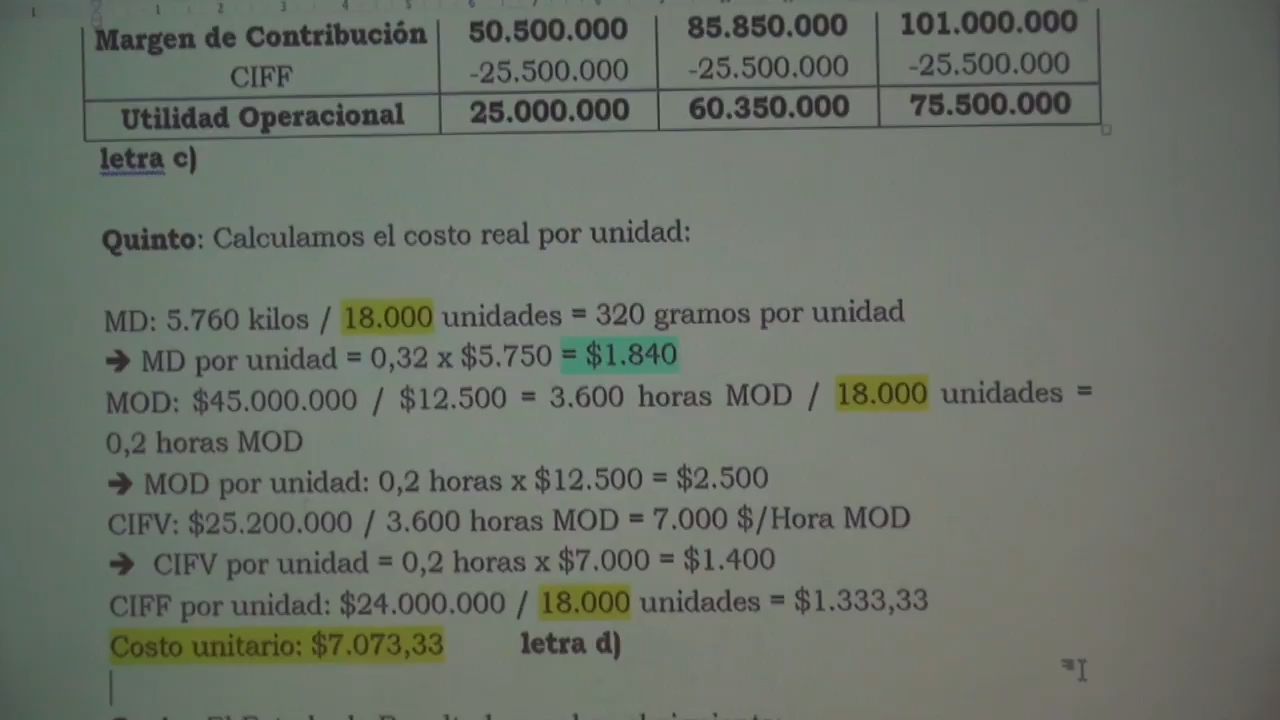 Margen de Contribución 50.500.000 85.850.000 101.000.000
CIFF -25.500.000 -25.500.000 -25.500.000
Utilidad Operacional 25.000.000 60.350.000 75.500.000
letra c)
Quinto: Calculamos el costo real por unidad:
MD: 5.760 kilos / 18.000 unidades = 320 gramos por unidad
➔ MD por unidad = 0,32 x $5.750 = $1.840
MOD: $45.000.000 / $12.500 = 3.600 horas MOD / 18.000 unidades =
0,2 horas MOD
➔ MOD por unidad: 0,2 horas x $12.500 = $2.500
CIFV: $25.200.000 / 3.600 horas MOD = 7.000 $/Hora MOD
➔ CIFV por unidad = 0,2 horas x $7.000 = $1.400
CIFF por unidad: $24.000.000 / 18.000 unidades = $1.333,33
Costo unitario: $7.073,33 letra d)